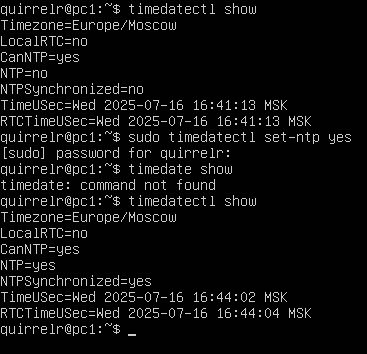 quirrelr@pc1:~$ timedatectl show
Timezone=Europe/Moscow
LocalRTC=no
CanNTP=yes
NTP=no
NTPSynchronized=no
TimeUSec=Wed 2025-07-16 16:41:13 MSK
RTCTimeUSec=Wed 2025-07-16 16:41:13 MSK
quirrelr@pc1:~$ sudo timedatectl set-ntp yes
[sudo] password for quirrelr:
quirrelr@pc1:~$ timedate show
timedate: command not found
quirrelr@pc1:~$ timedatectl show
Timezone=Europe/Moscow
LocalRTC=no
CanNTP=yes
NTP=yes
NTPSynchronized=yes
TimeUSec=Wed 2025-07-16 16:44:02 MSK
RTCTimeUSec=Wed 2025-07-16 16:44:04 MSK
quirrelr@pc1:~$ _